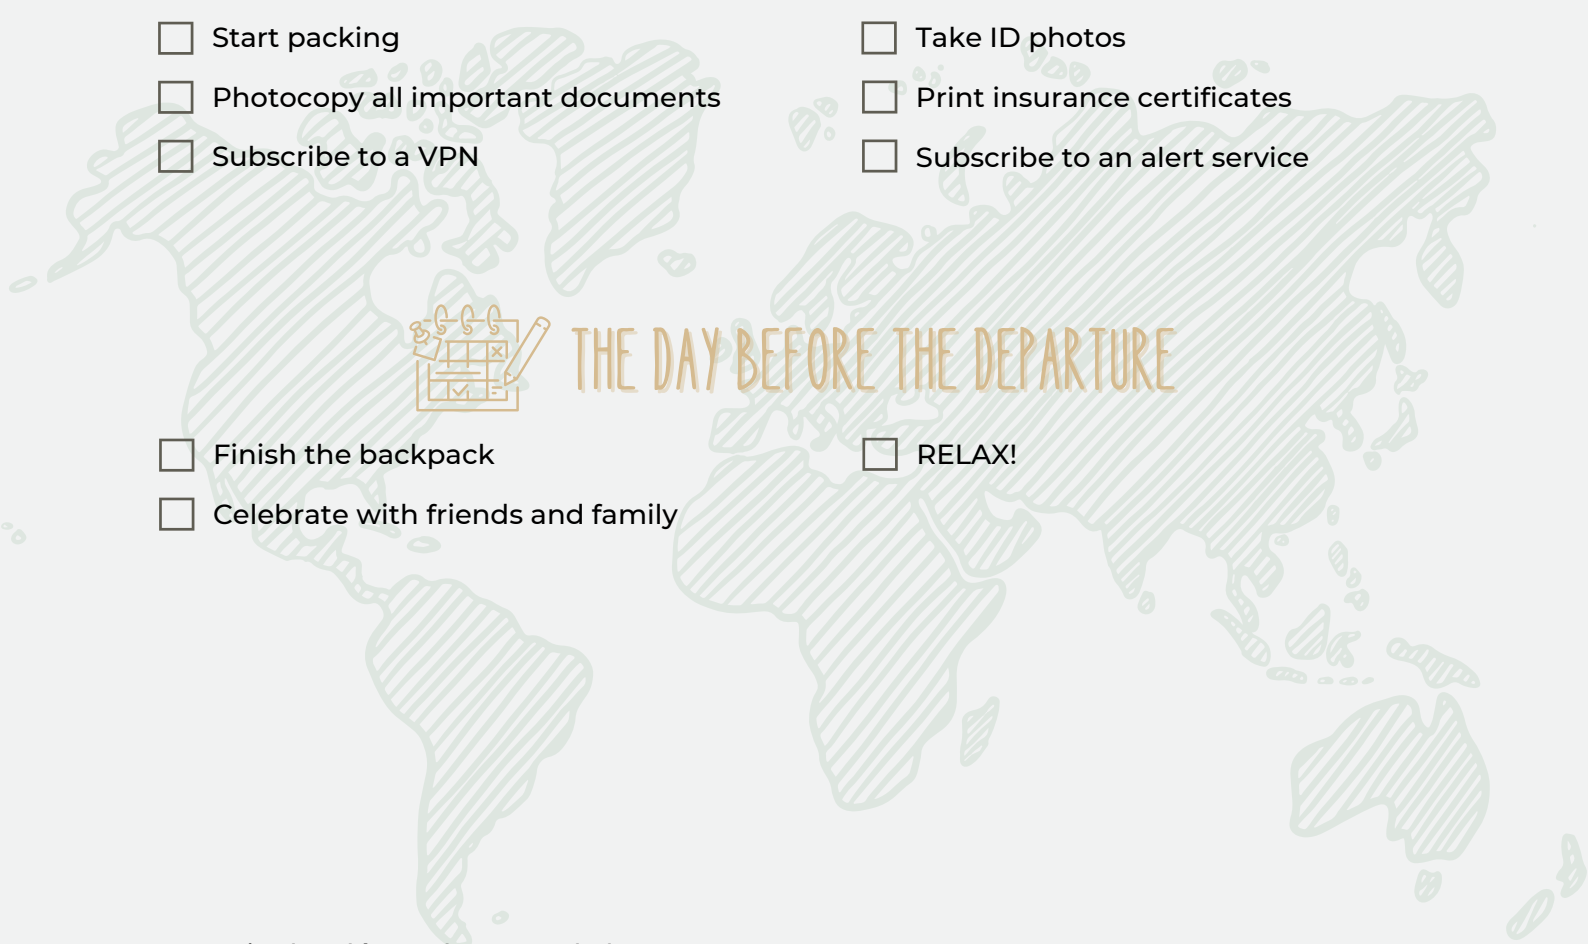 Start packing
Take ID photos
Photocopy all important documents
Print insurance certificates
Subscribe to a VPN
Subscribe to an alert service
THE DAY BEFORE THE DEPARTURE
Finish the backpack
RELAX!
Celebrate with friends and family